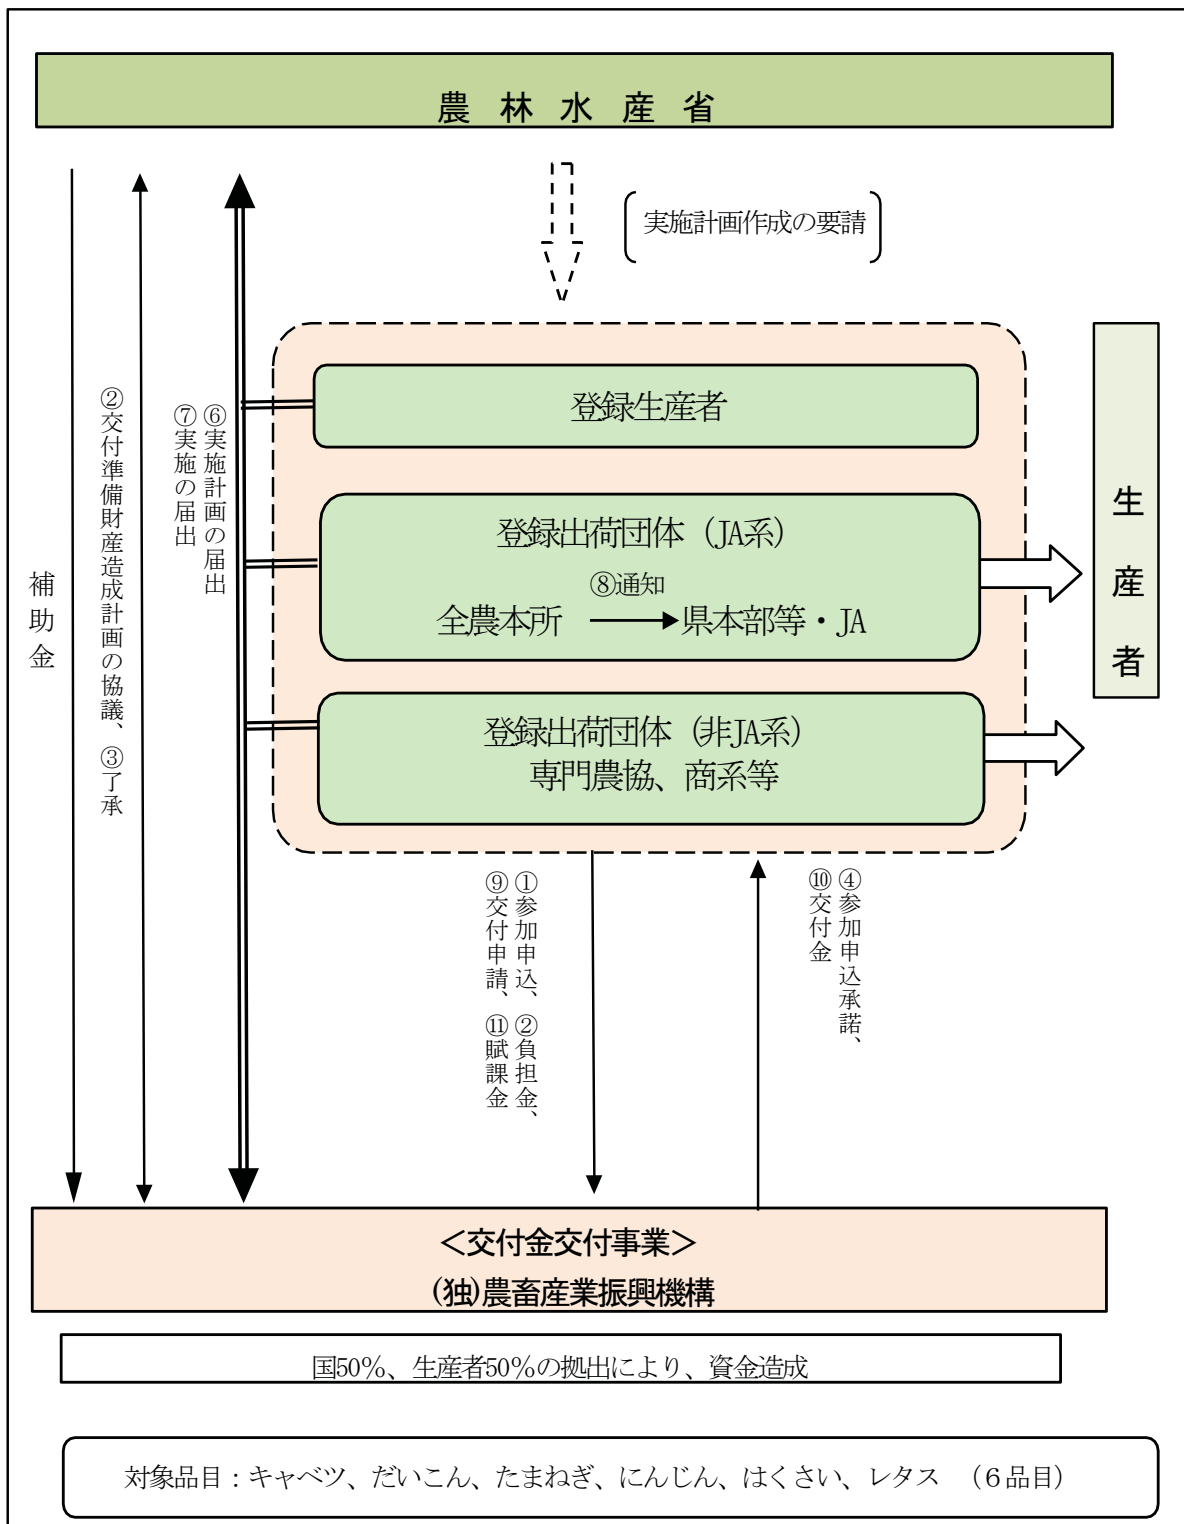 農林水産省
実施計画作成の要請
補助金
②交付準備財産造成計画の協議、③了承
⑥実施計画の届出
⑦実施の届出
登録生産者
登録出荷団体（JA系）
⑧通知
全農本所
県本部等・JA
登録出荷団体（非JA系）
専門農協、商系等
生産者
①参加申込、②負担金、
⑨交付申請、⑪賦課金
④参加申込承諾、
⑩交付金
＜交付金交付事業＞
(独)農畜産業振興機構
国50％、生産者50％の拠出により、資金造成
対象品目：キャベツ、だいこん、たまねぎ、にんじん、はくさい、レタス　（６品目）